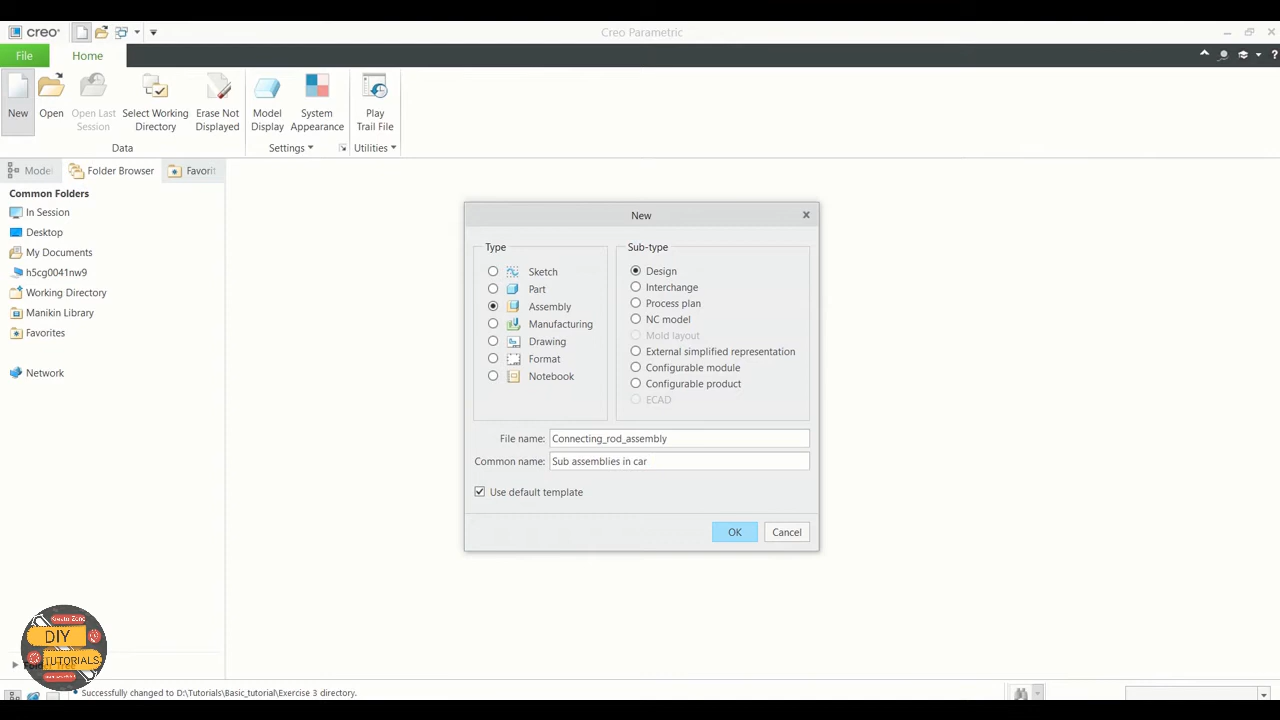 creo
Creo Parametric
File
Home
New
Open
Open Last Session
Select Working Directory
Erase Not Displayed
Model Display
System Appearance
Play Trail File
Data
Settings
Utilities
Folder Browser
Common Folders
In Session
Desktop
My Documents
h5cg0041nw9
Working Directory
Manikin Library
Favorites
Network
New
Type
Sketch
Part
Assembly
Manufacturing
Drawing
Format
Notebook
Sub-type
Design
Interchange
Process plan
NC model
Mold layout
External simplified representation
Configurable module
Configurable product
ECAD
File name: Connecting_rod_assembly
Common name: Sub assemblies in car
Use default template
OK
Cancel
DIY
TUTORIALS
• Successfully changed to D:\Tutorials\Basic_tutorial\Exercise 3 directory.